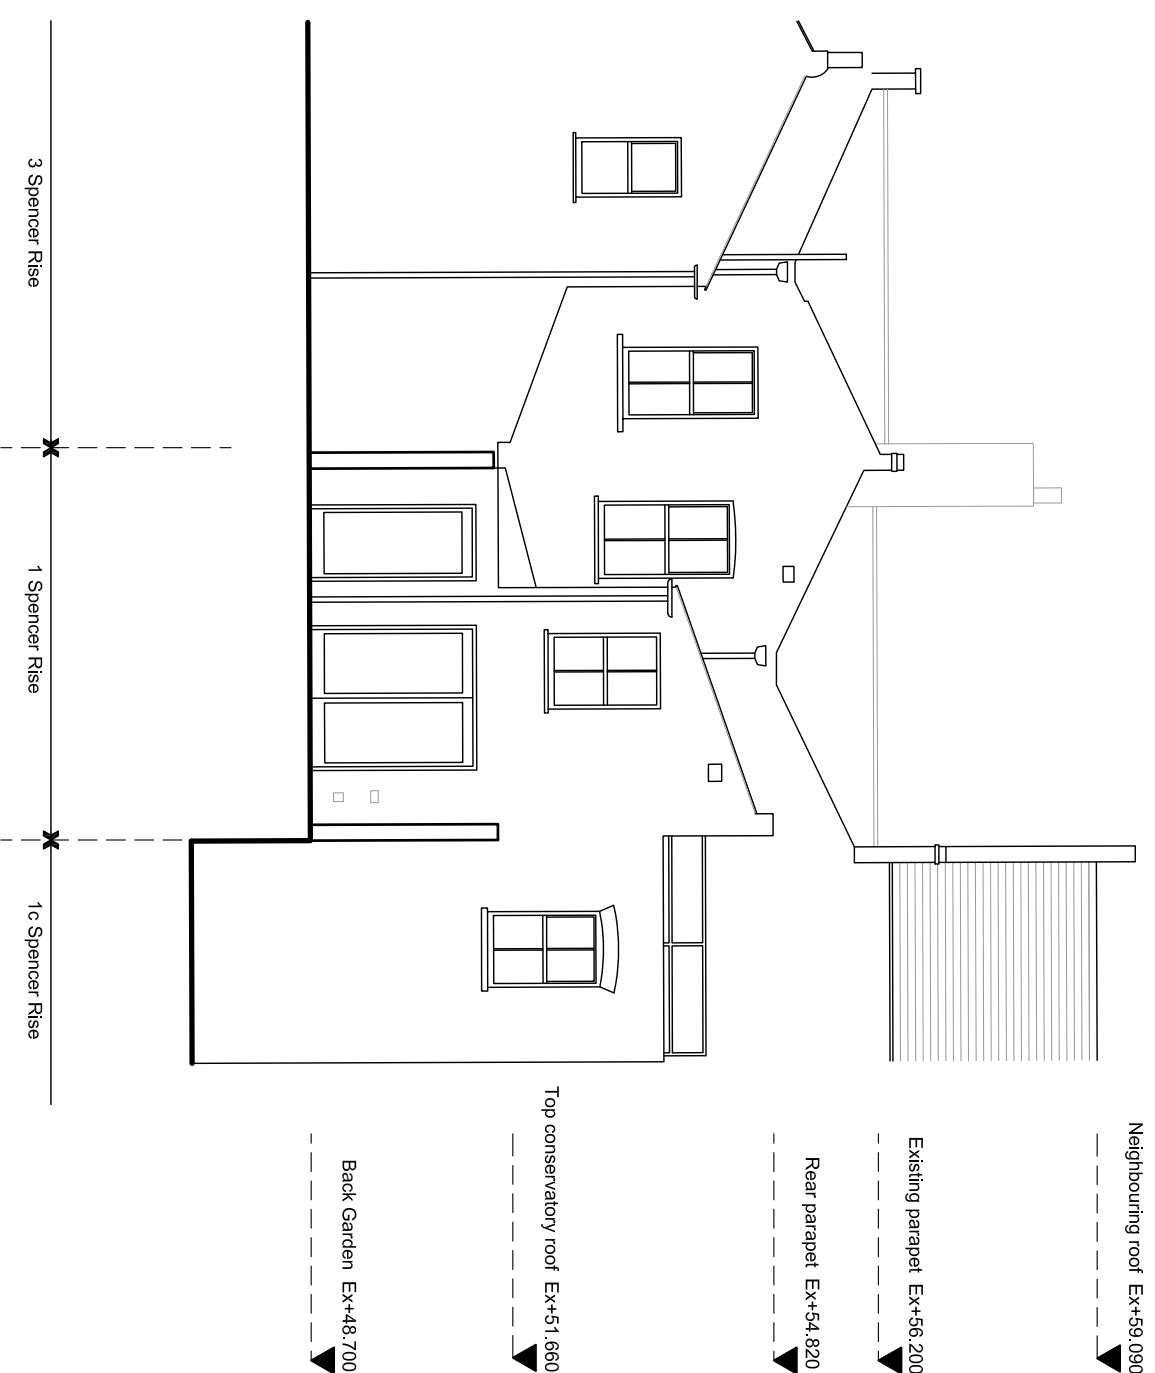 Neighbouring roof Ex+59.090
Existing parapet Ex+56.200
Rear parapet Ex+54.820
Top conservatory roof Ex+51.660
Back Garden Ex+48.700
3 Spencer Rise
1 Spencer Rise
1c Spencer Rise